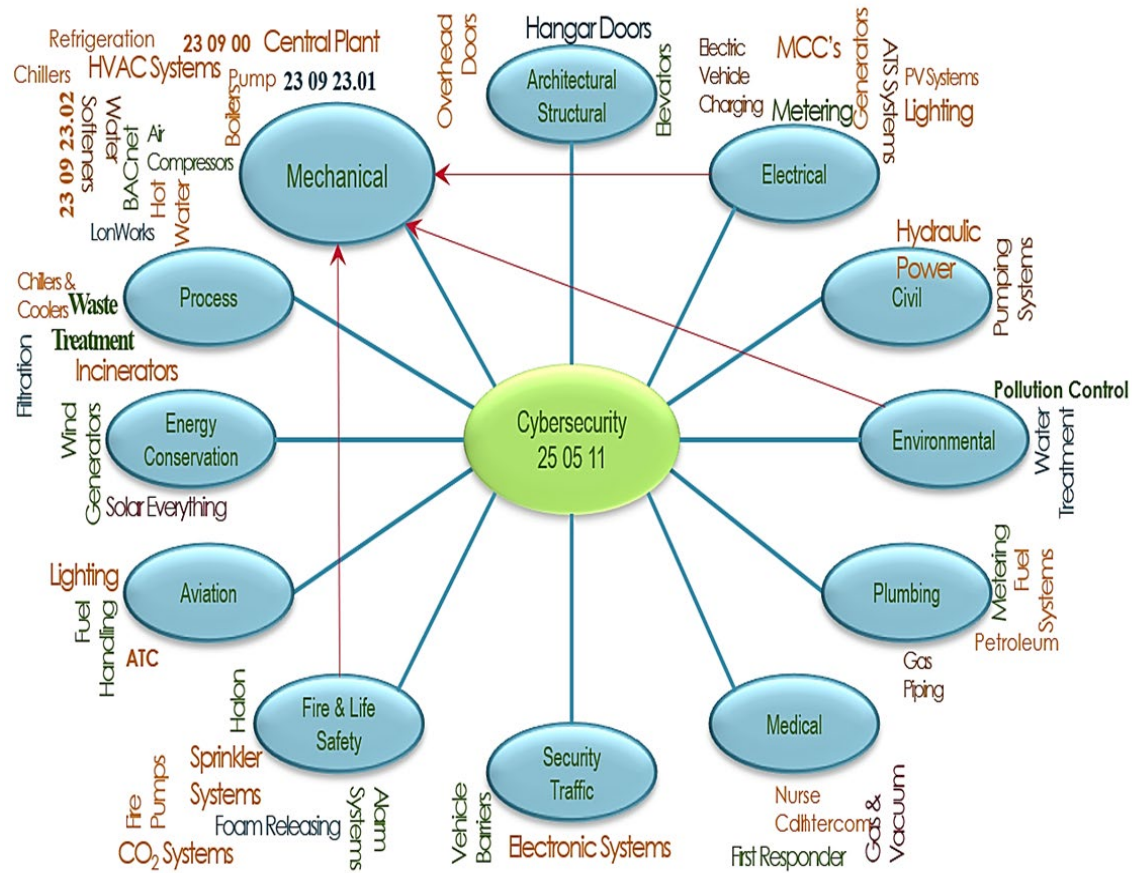 Refrigeration
23 09 00
Central Plant
Chillers
HVAC Systems
Pump
23 09 23.01
Boilers
23 09 23.02
Water
Softeners
BACnet
Air
Compressors
Hot
Water
LonWorks
Mechanical
Overhead
Doors
Hangar Doors
Architectural
Structural
Elevators
Electric
Vehicle
Charging
MCC's
Metering
Generators
ATS Systems
PV Systems
Lighting
Electrical
Hydraulic
Power
Civil
Pumping
Systems
Chillers &
Coolers
Waste
Treatment
Process
Filtration
Incinerators
Cybersecurity
25 05 11
Pollution Control
Environmental
Water
Treatment
Wind
Generators
Energy
Conservation
Solar Everything
Lighting
Fuel
Handling
ATC
Aviation
Plumbing
Metering
Fuel
Systems
Petroleum
Gas
Piping
Halon
Fire & Life
Safety
Sprinkler
Systems
Fire
Pumps
Foam Releasing
Alarm
Systems
CO₂ Systems
Security
Traffic
Vehicle
Barriers
Electronic Systems
Medical
Nurse
First Responder
Gas &
Vacuum